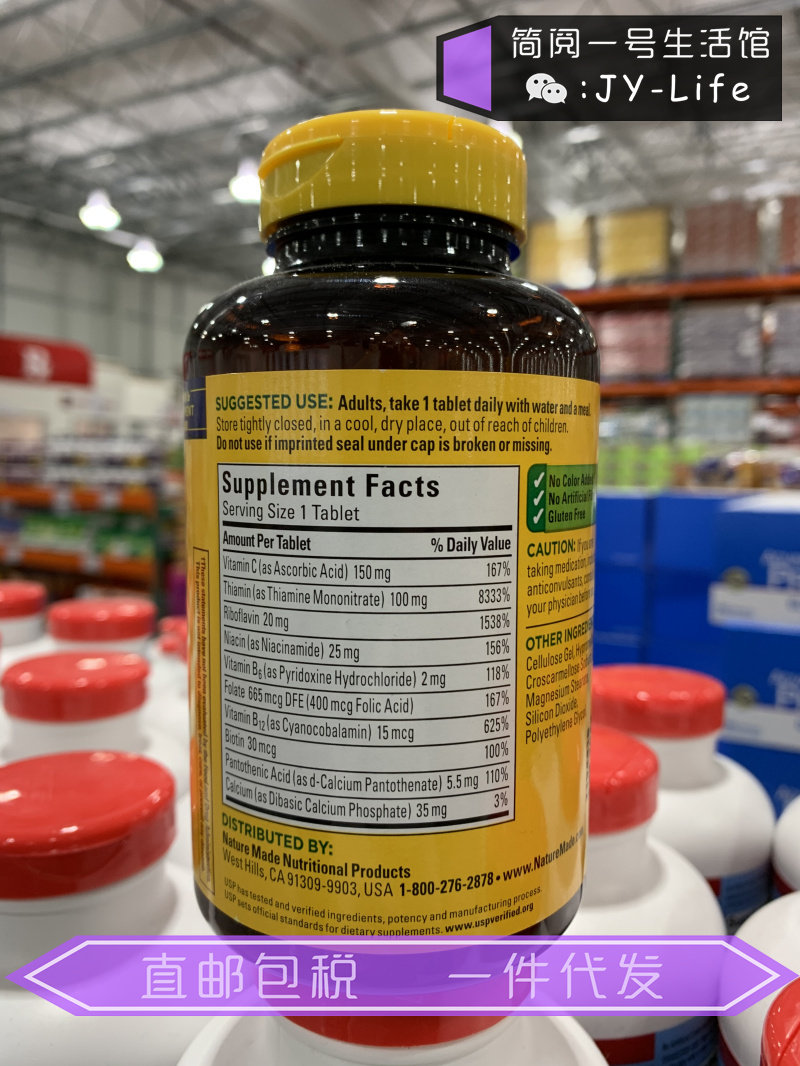 简阅一号生活馆
:JY-Life
SUGGESTED USE: Adults, take 1 tablet daily with water and a meal.
Store tightly closed, in a cool, dry place, out of reach of children.
Do not use if imprinted seal under cap is broken or missing.
Supplement Facts
Serving Size 1 Tablet
Amount Per Tablet % Daily Value
Vitamin C (as Ascorbic Acid) 150 mg 167%
Thiamin (as Thiamine Mononitrate) 100 mg 8333%
Riboflavin 20 mg 1538%
Niacin (as Niacinamide) 25 mg 156%
Vitamin B6 (as Pyridoxine Hydrochloride) 2 mg 118%
Folate 665 mcg DFE (400 mcg Folic Acid) 167%
Vitamin B12 (as Cyanocobalamin) 15 mcg 625%
Biotin 30 mcg 100%
Pantothenic Acid (as d-Calcium Pantothenate) 5.5 mg 110%
Calcium (as Dibasic Calcium Phosphate) 35 mg 3%
DISTRIBUTED BY:
Nature Made Nutritional Products
West Hills, CA 91309-9903, USA 1-800-276-2878 • www.NatureMade
USP has tested and verified ingredients, potency and manufacturing process.
USP sets official standards for dietary supplements. www.uspverified.org
No Color Added
No Artificial
Gluten Free
CAUTION: If you
taking medication,
anticonvulsants,
your physician before
OTHER
Cellulose Gel,
Croscarmellose
Magnesium
Silicon Dioxide,
Polyethylene
直邮包税 一件代发